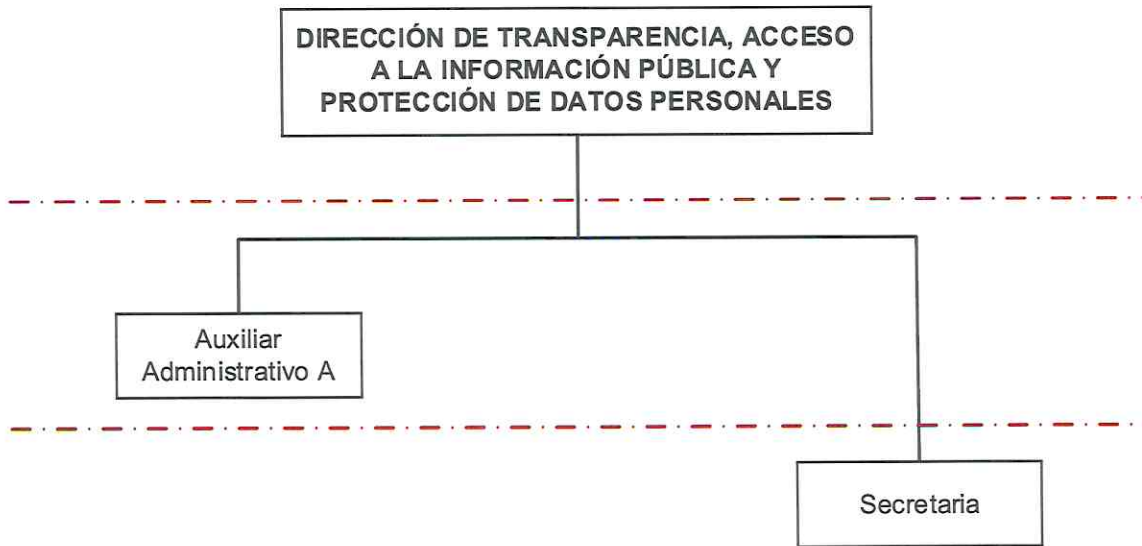 DIRECCIÓN DE TRANSPARENCIA, ACCESO
A LA INFORMACIÓN PÚBLICA Y
PROTECCIÓN DE DATOS PERSONALES
Auxiliar
Administrativo A
Secretaria